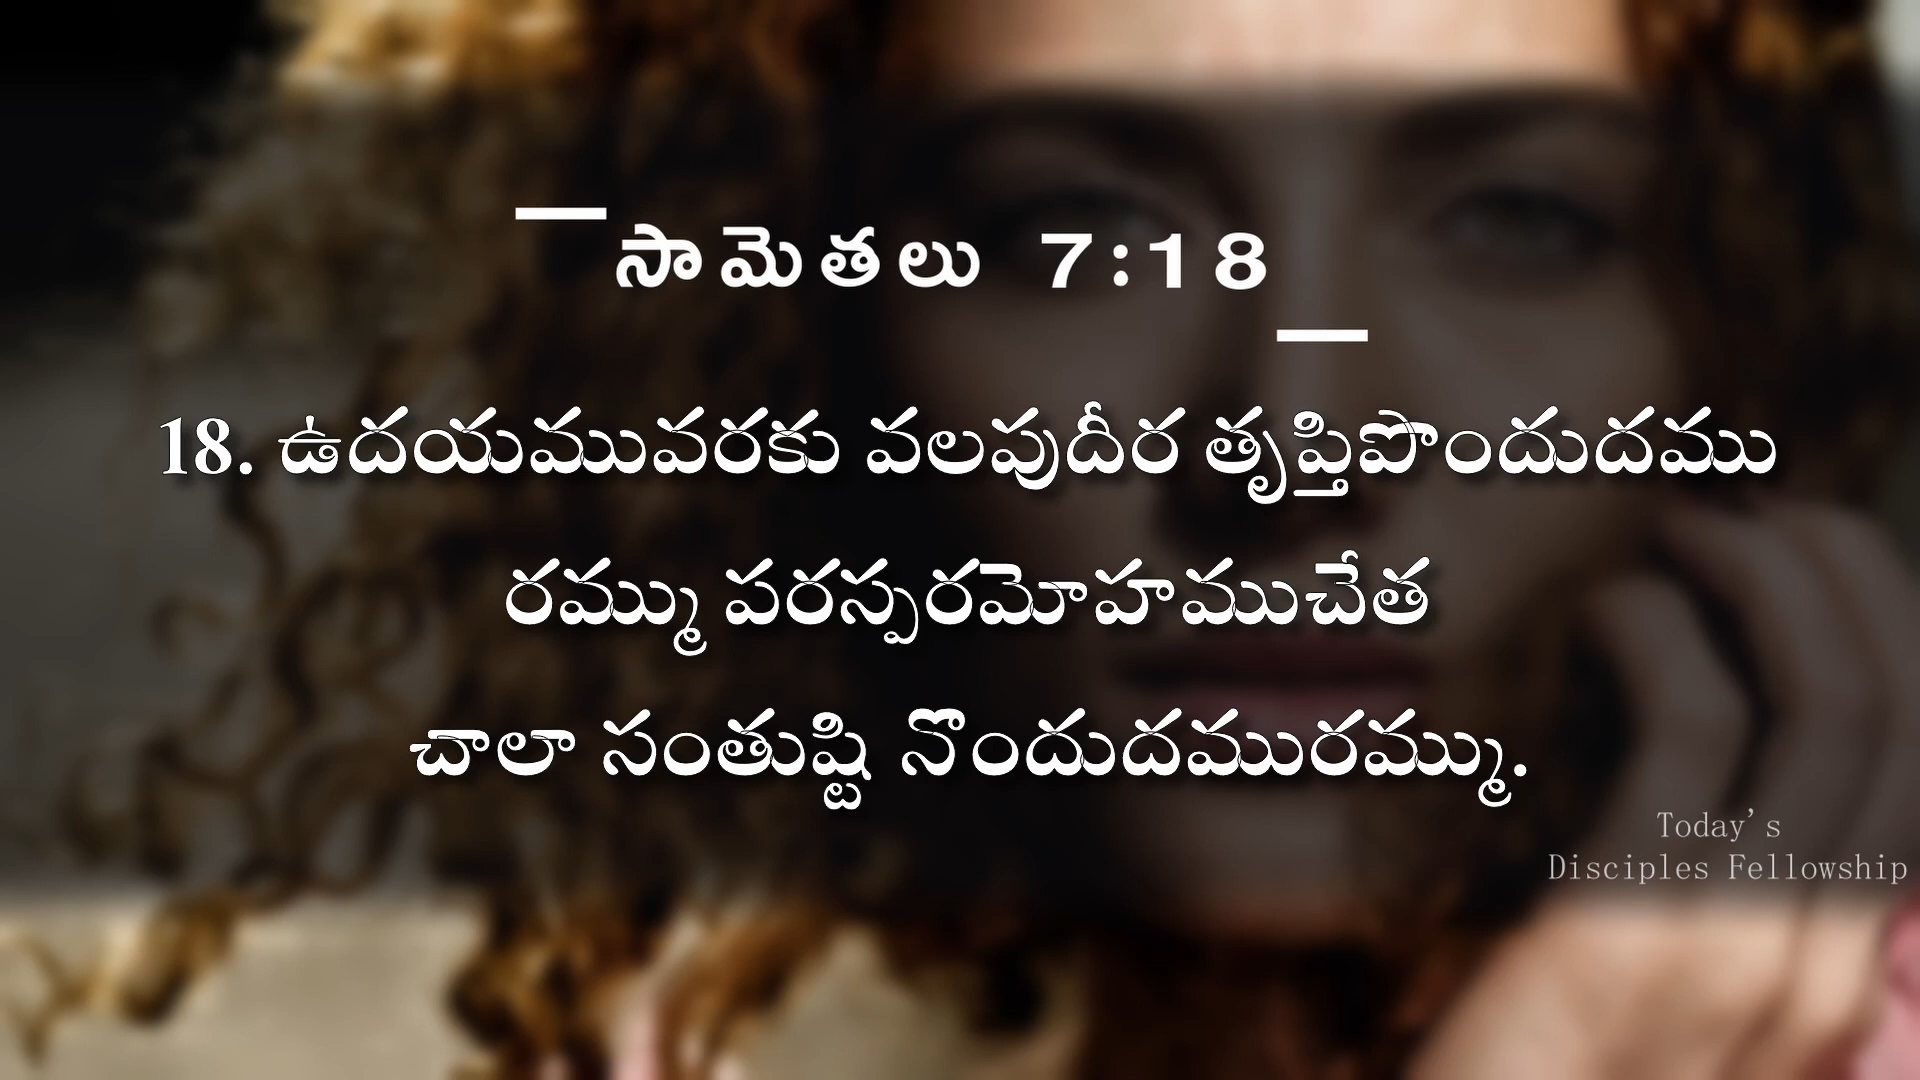 సామెతలు 7:18
18. ఉదయమువరకు వలపుదీర తృప్తిపొందుదము
రమ్ము పరస్పరమోహముచేత
చాలా సంతుష్టి నొందుదమురమ్ము.
Today's
Disciples Fellowship